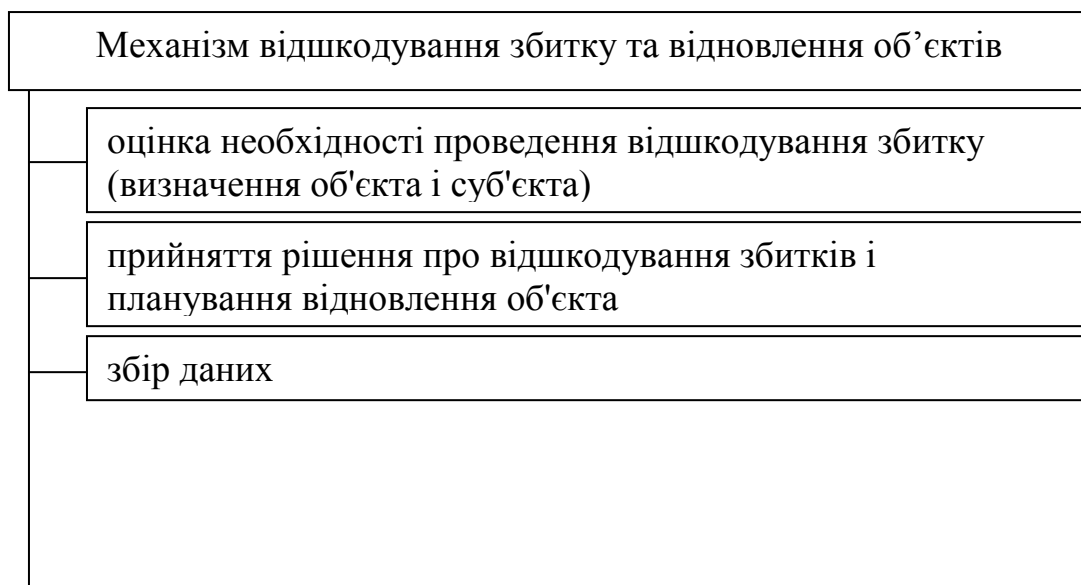 Механізм відшкодування збитку та відновлення об’єктів
оцінка необхідності проведення відшкодування збитку
(визначення об'єкта і суб'єкта)
прийняття рішення про відшкодування збитків і
планування відновлення об'єкта
збір даних